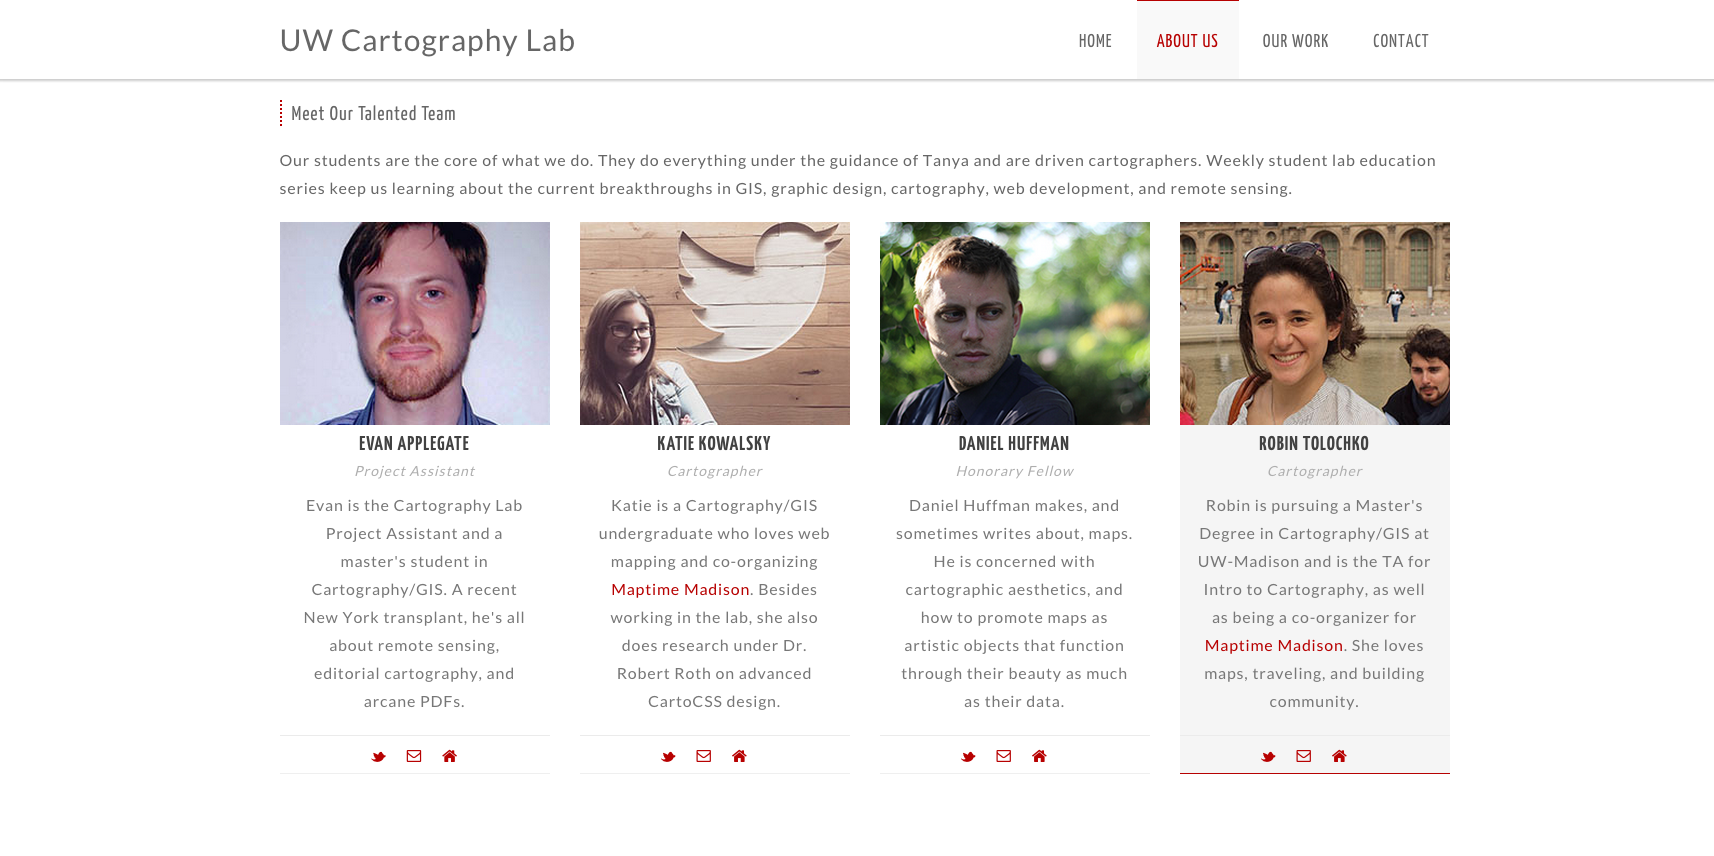 UW Cartography Lab
HOME
ABOUT US
OUR WORK
CONTACT
Meet Our Talented Team
Our students are the core of what we do. They do everything under the guidance of Tanya and are driven cartographers. Weekly student lab education
series keep us learning about the current breakthroughs in GIS, graphic design, cartography, web development, and remote sensing.
EVAN APPLEGATE
Project Assistant
Evan is the Cartography Lab
Project Assistant and a
master's student in
Cartography/GIS. A recent
New York transplant, he's all
about remote sensing,
editorial cartography, and
arcane PDFs.
KATIE KOWALSKY
Cartographer
Katie is a Cartography/GIS
undergraduate who loves web
mapping and co-organizing
Maptime Madison. Besides
working in the lab, she also
does research under Dr.
Robert Roth on advanced
CartoCSS design.
DANIEL HUFFMAN
Honorary Fellow
Daniel Huffman makes, and
sometimes writes about, maps.
He is concerned with
cartographic aesthetics, and
how to promote maps as
artistic objects that function
through their beauty as much
as their data.
ROBIN TOLOCHKO
Cartographer
Robin is pursuing a Master's
Degree in Cartography/GIS at
UW-Madison and is the TA for
Intro to Cartography, as well
as being a co-organizer for
Maptime Madison. She loves
maps, traveling, and building
community.